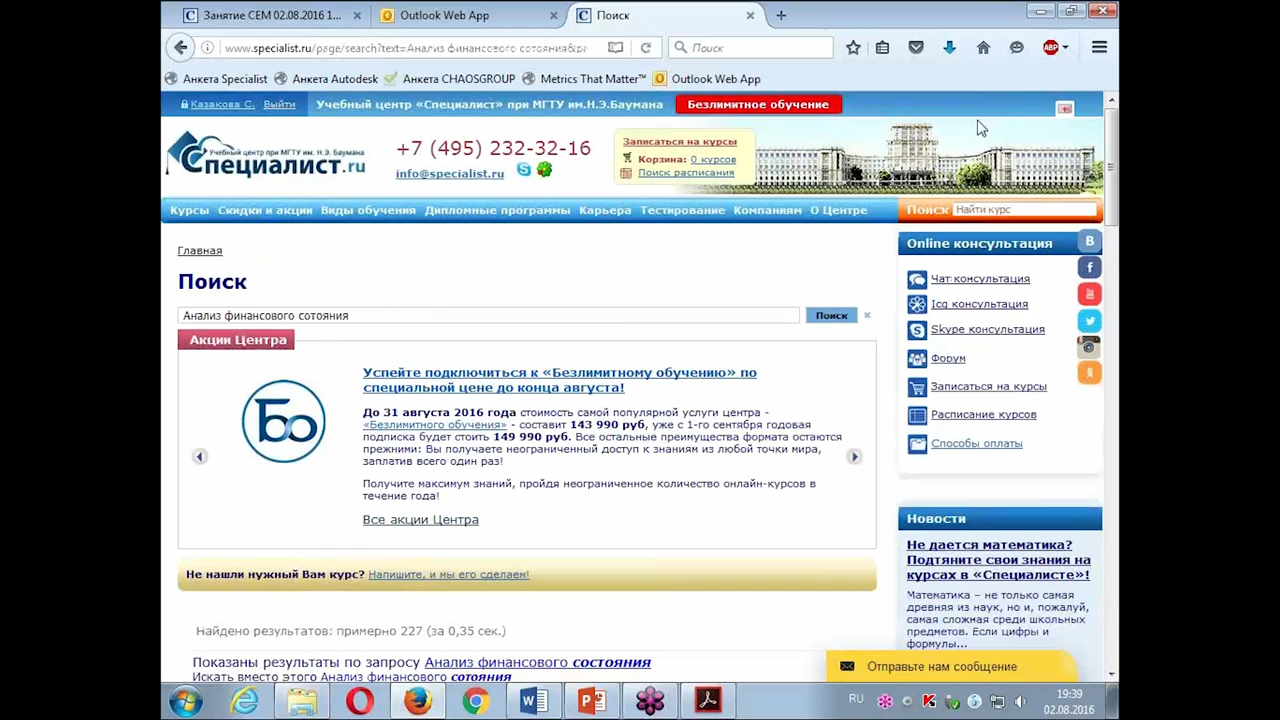 Занятие СЕМ 02.08.2016 1...
Outlook Web App
Поиск
www.specialist.ru/page/search?text=Анализ финансового сотояния&pa
Поиск
ABP
Анкета Specialist
Анкета Autodesk
Анкета CHAOSGROUP
Metrics That Matter™
Outlook Web App
Казакова С. Выйти
Учебный центр «Специалист» при МГТУ им.Н.Э.Баумана
Безлимитное обучение
Учебный центр при МГТУ им. Н.Э. Баумана
Специалист.ru
+7 (495) 232-32-16
info@specialist.ru
Записаться на курсы
Корзина: 0 курсов
Поиск расписания
Курсы Скидки и акции Виды обучения Дипломные программы Карьера Тестирование Компаниям О Центре
Поиск Найти курс
Главная
Поиск
Анализ финансового сотояния
Поиск
Акции Центра
БО
Успейте подключиться к «Безлимитному обучению» по
специальной цене до конца августа!
До 31 августа 2016 года стоимость самой популярной услуги центра -
«Безлимитного обучения» - составит 143 990 руб, уже с 1-го сентября годовая
подписка будет стоить 149 990 руб. Все остальные преимущества формата остаются
прежними: Вы получаете неограниченный доступ к знаниям из любой точки мира,
заплатив всего один раз!
Получите максимум знаний, пройдя неограниченное количество онлайн-курсов в
течение года!
Все акции Центра
Не нашли нужный Вам курс? Напишите, и мы его сделаем!
Найдено результатов: примерно 227 (за 0,35 сек.)
Показаны результаты по запросу Анализ финансового состояния
Искать вместо этого Анализ финансового сотояния
Online консультация
Чат консультация
Icq консультация
Skype консультация
Форум
Записаться на курсы
Расписание курсов
Способы оплаты
Новости
Не дается математика?
Подтяните свои знания на
курсах в «Специалисте»!
Математика – не только самая
древняя из наук, но и, пожалуй,
самая сложная среди школьных
предметов. Если цифры и
формулы...
Отправьте нам сообщение
RU
19:39
02.08.2016